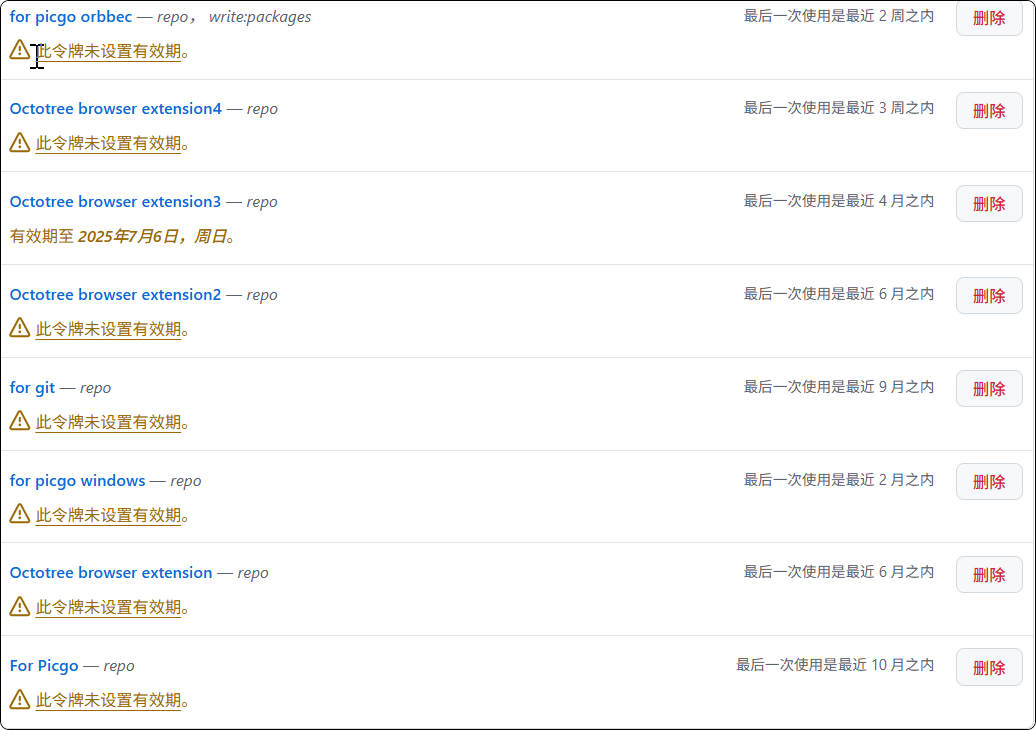 for picgo orbbec — repo， write:packages 最后一次使用是最近 2 周之内 删除
此令牌未设置有效期。
Octotree browser extension4 — repo 最后一次使用是最近 3 周之内 删除
此令牌未设置有效期。
Octotree browser extension3 — repo 最后一次使用是最近 4 月之内 删除
有效期至 2025年7月6日，周日。
Octotree browser extension2 — repo 最后一次使用是最近 6 月之内 删除
此令牌未设置有效期。
for git — repo 最后一次使用是最近 9 月之内 删除
此令牌未设置有效期。
for picgo windows — repo 最后一次使用是最近 2 月之内 删除
此令牌未设置有效期。
Octotree browser extension — repo 最后一次使用是最近 6 月之内 删除
此令牌未设置有效期。
For Picgo — repo 最后一次使用是最近 10 月之内 删除
此令牌未设置有效期。